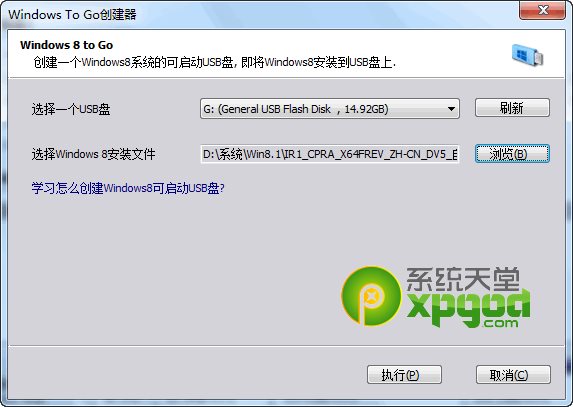 Windows To Go创建器
Windows 8 to Go
创建一个Windows8系统的可启动USB盘, 即将Windows8安装到USB盘上.
选择一个USB盘
G: (General USB Flash Disk , 14.92GB)
刷新
选择Windows 8安装文件
D:\系统\Win8.1\IR1_CPRA_X64FREV_ZH-CN_DV5_
浏览(B)
学习怎么创建Windows8可启动USB盘?
系统天堂
xpgod
.com
执行(P)
取消(C)